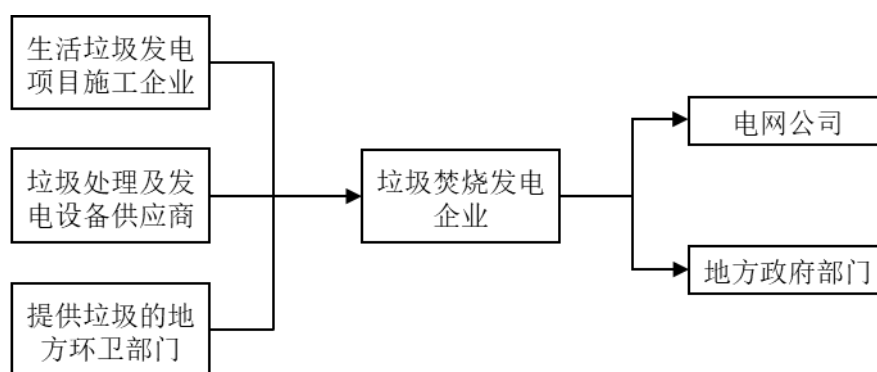 生活垃圾发电
项目施工企业
垃圾处理及发
电设备供应商
提供垃圾的地
方环卫部门
垃圾焚烧发电
企业
电网公司
地方政府部门